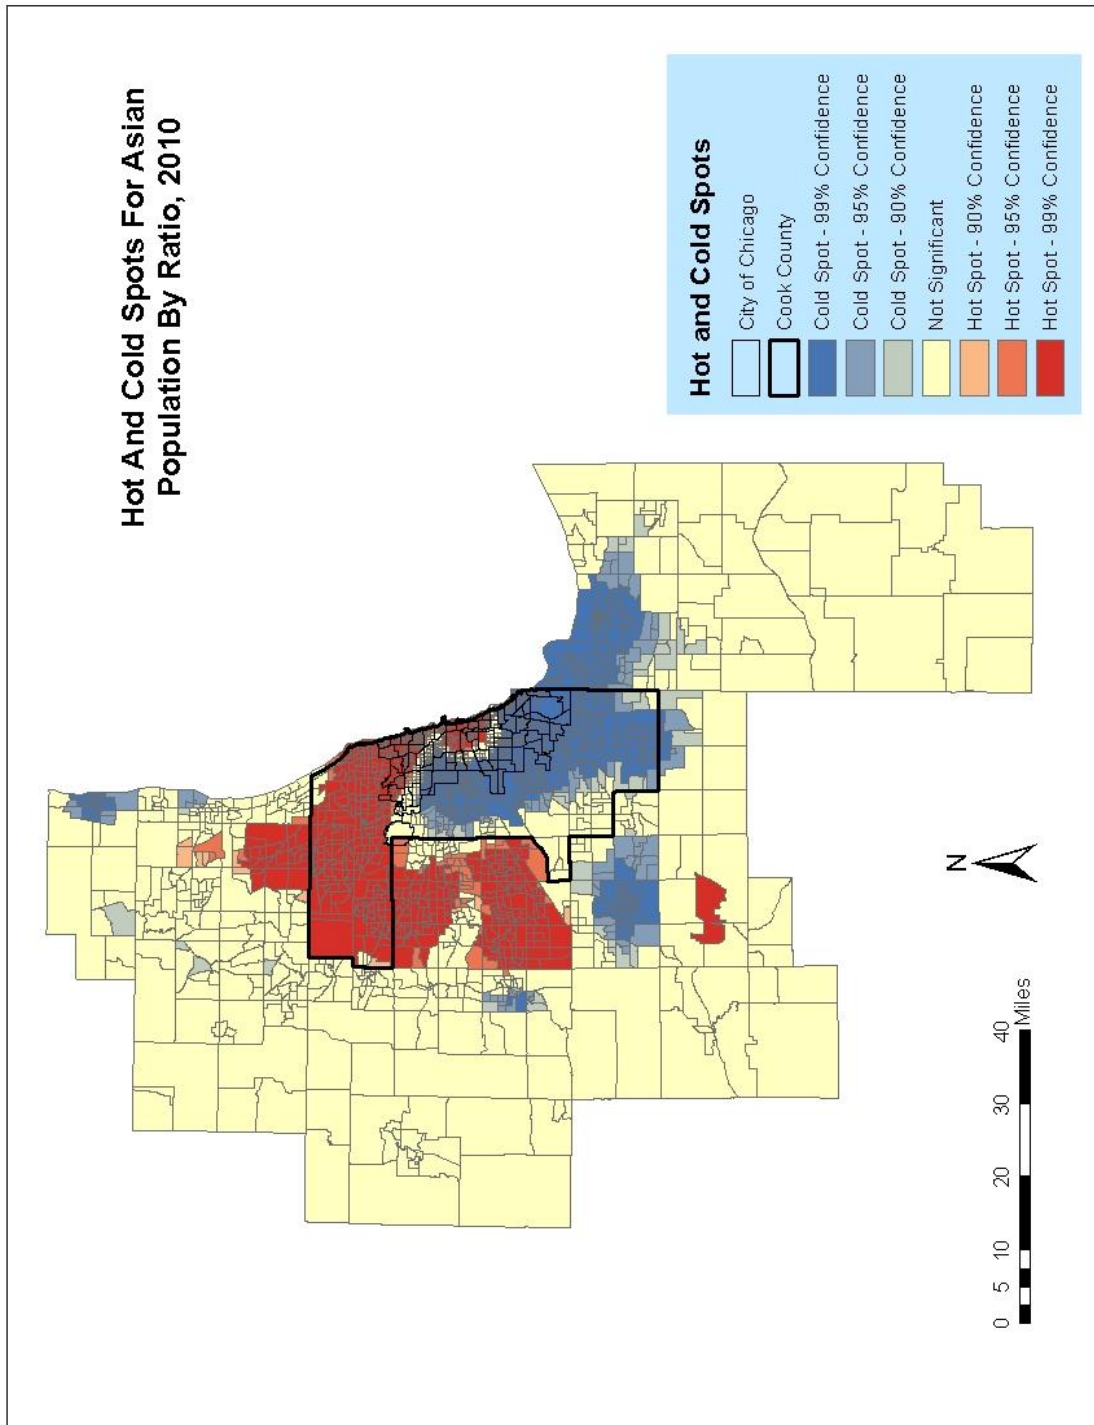 Hot And Cold Spots For Asian
Population By Ratio, 2010
Hot and Cold Spots
City of Chicago
Cook County
Cold Spot - 99% Confidence
Cold Spot - 95% Confidence
Cold Spot - 90% Confidence
Not Significant
Hot Spot - 90% Confidence
Hot Spot - 95% Confidence
Hot Spot - 99% Confidence
N
0 5 10 20 30 40
Miles